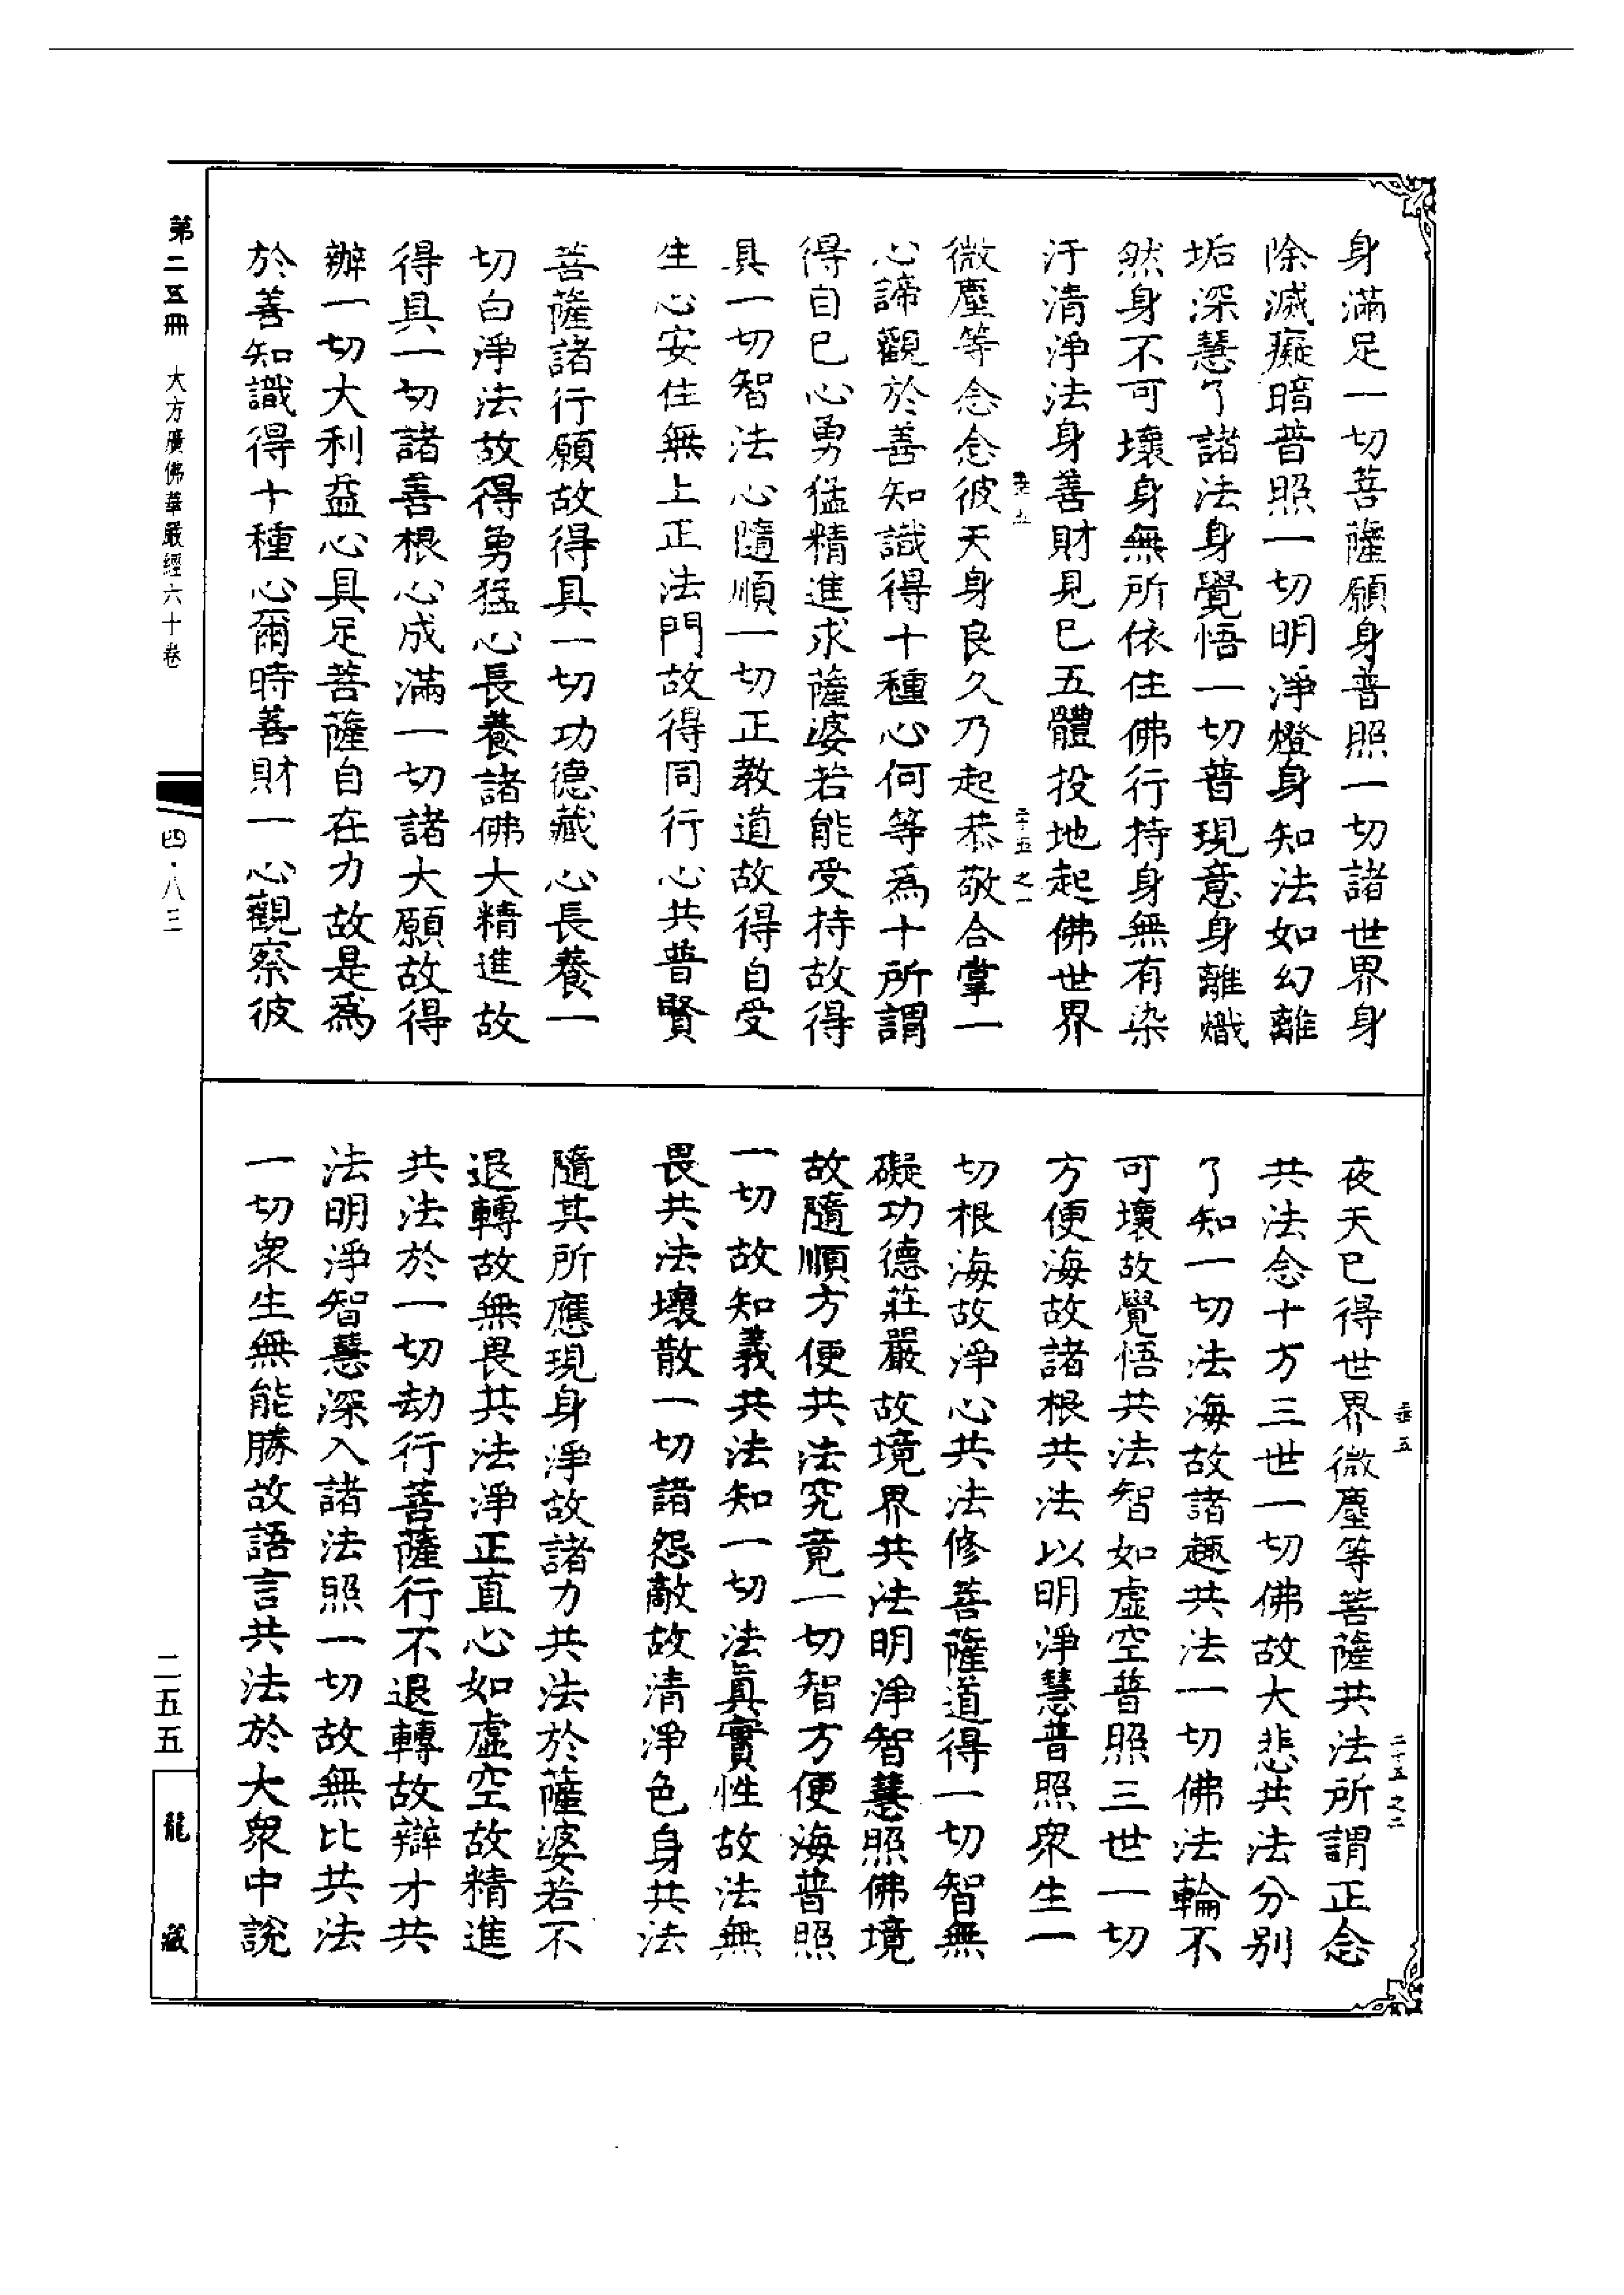 身滿足一切菩薩願身普照一切諸世界身
除滅癡暗普照一切明淨燈身知法如幻離
垢深慧了諸法身覺悟一切普現意身離熾
然身不可壞身無所依住佛行持身無有染
汙清淨法身善財見已五體投地起佛世界
微塵等念念彼天身良久乃起恭敬合掌一
心諦觀於善知識得十種心何等為十所謂
得自已心勇猛精進求薩婆若能受持故得
具一切智法心隨順一切正教道故得自受
生心安住無上正法門故得同行心共普賢
菩薩諸行願故得具一切功德藏心長養一
切白淨法故得勇猛心長養諸佛大精進故
得具一切諸善根心成滿一切諸大願故得
辦一切大利益心具足菩薩自在力故是為
於善知識得十種心爾時善財一心觀察彼
二十五之一
夜天已得世界微塵等菩薩共法所謂正念
共法念十方三世一切佛故大悲共法分別
了知一切法海故諸趣共法一切佛法輪不
可壞故覺悟共法智如虛空普照三世一切
方便海故諸根共法以明淨慧普照眾生一
切根海故淨心共法修菩薩道得一切智無
礙功德莊嚴故境界共法明淨智慧照佛境
故隨順方便共法究竟一切智方便海普照
一切故知義共法知一切法真實性故法無
畏共法壞散一切諸怨敵故清淨色身共法
隨其所應現身淨故諸力共法於薩婆若不
退轉故無畏共法淨正直心如虛空故精進
共法於一切劫行菩薩行不退轉故辯才共
法明淨智慧深入諸法照一切故無比共法
一切眾生無能勝故語言共法於大眾中說
二十五之二
第二五冊 大方廣佛華嚴經六十卷
四·八三
二五五
龍藏